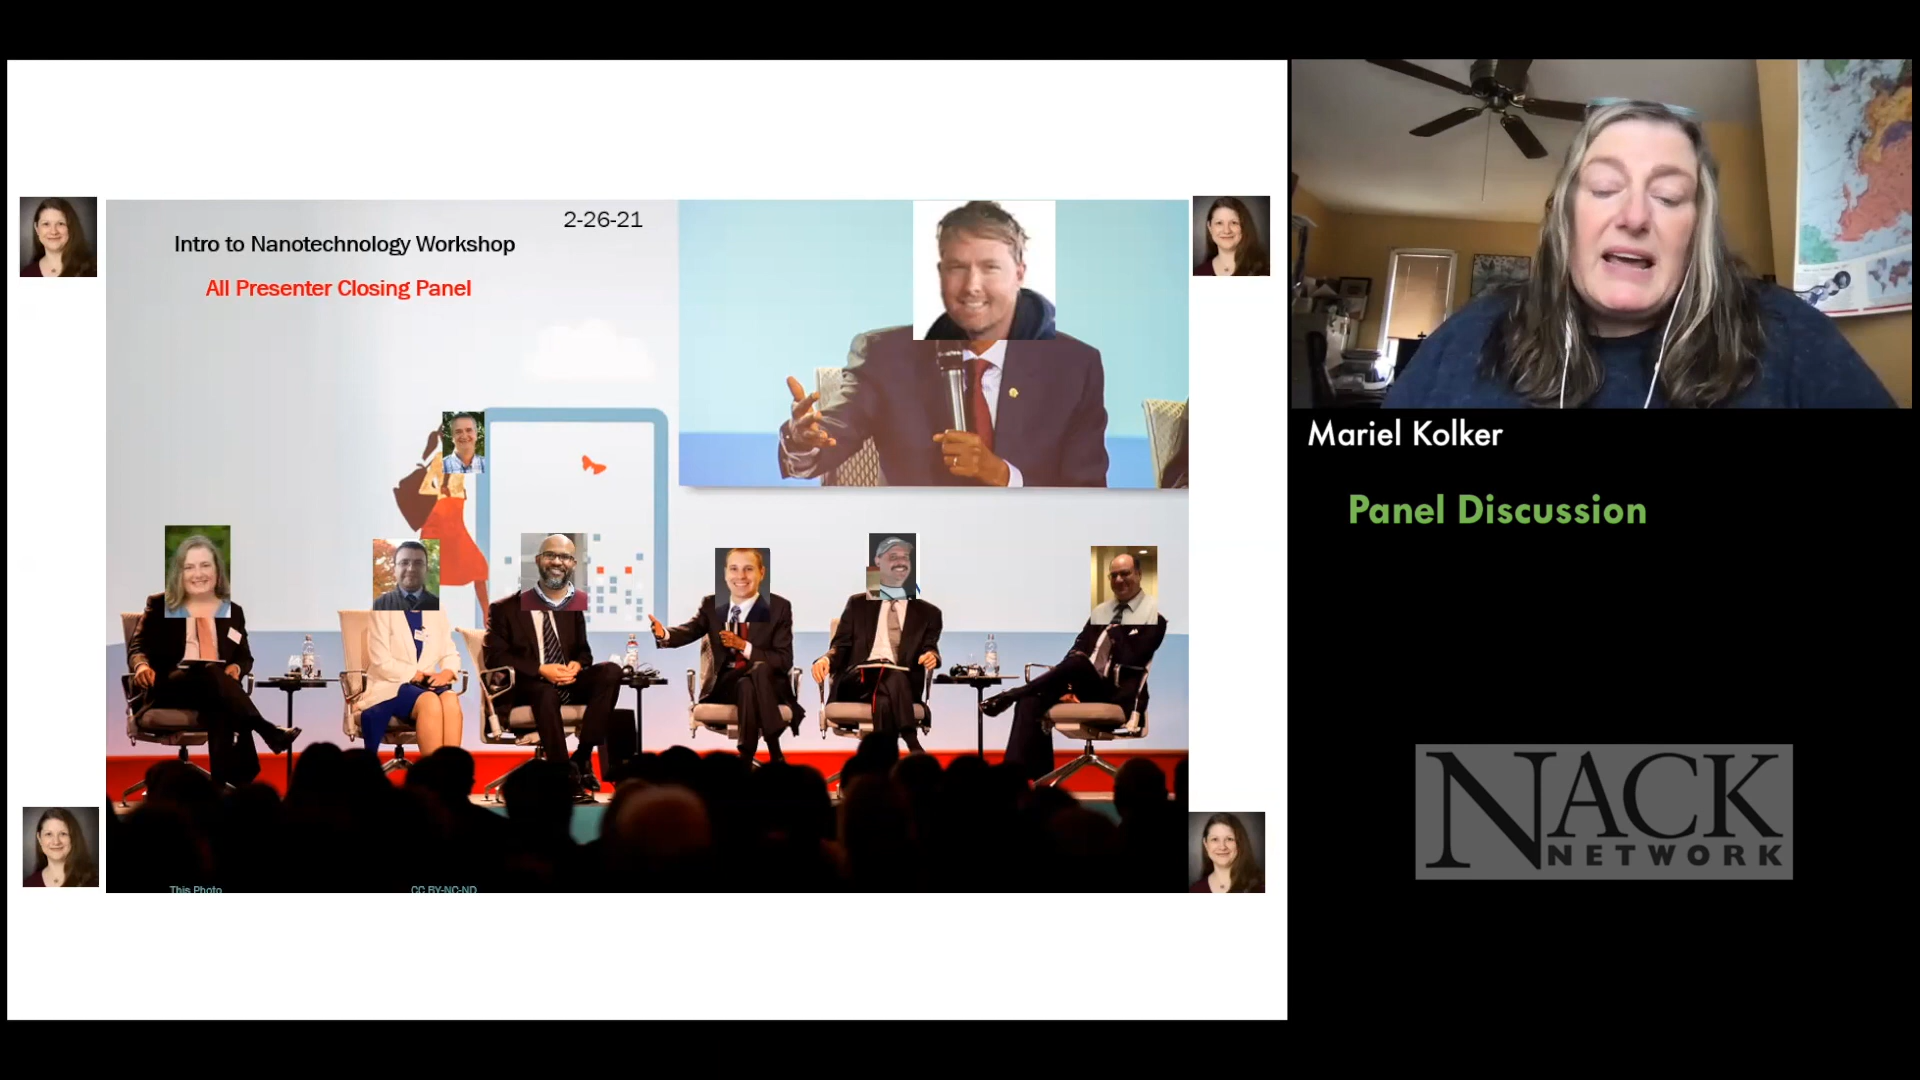 2-26-21
Intro to Nanotechnology Workshop
All Presenter Closing Panel
This Photo
CC BY-NC-ND
Mariel Kolker
Panel Discussion
NACK
NETWORK